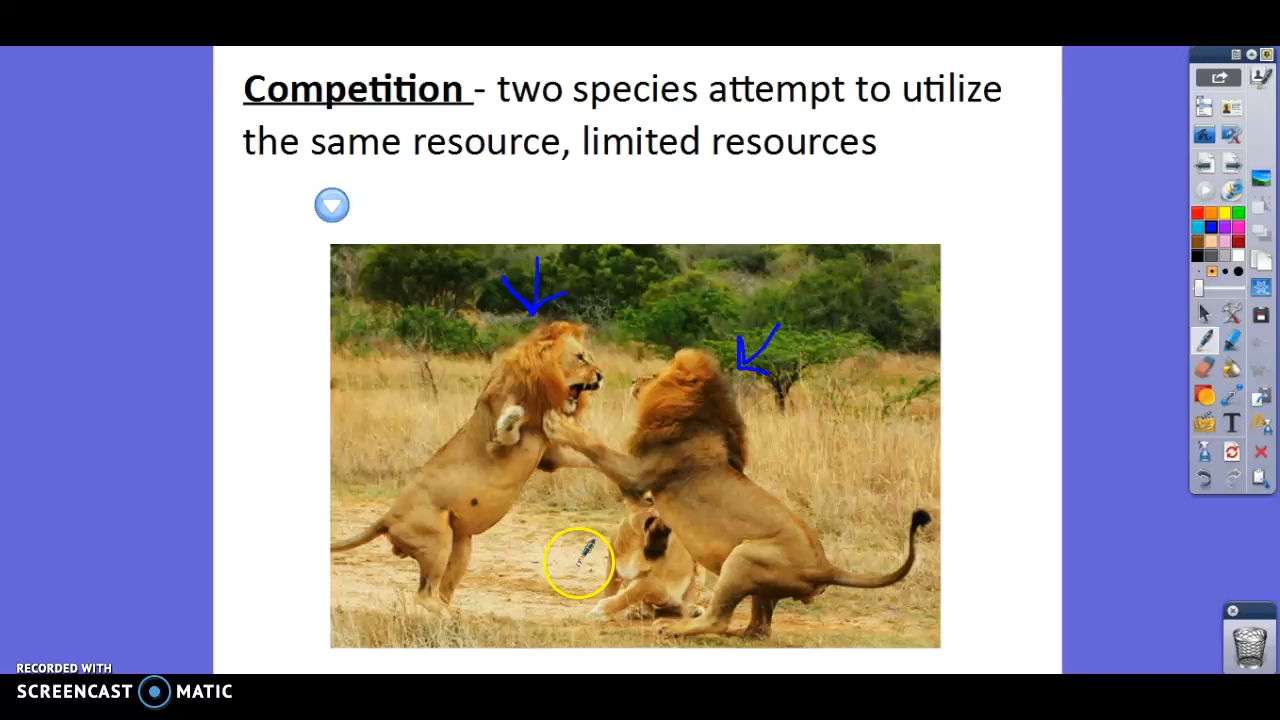 Competition - two species attempt to utilize
the same resource, limited resources
T
RECORDED WITH
SCREENCAST MATIC